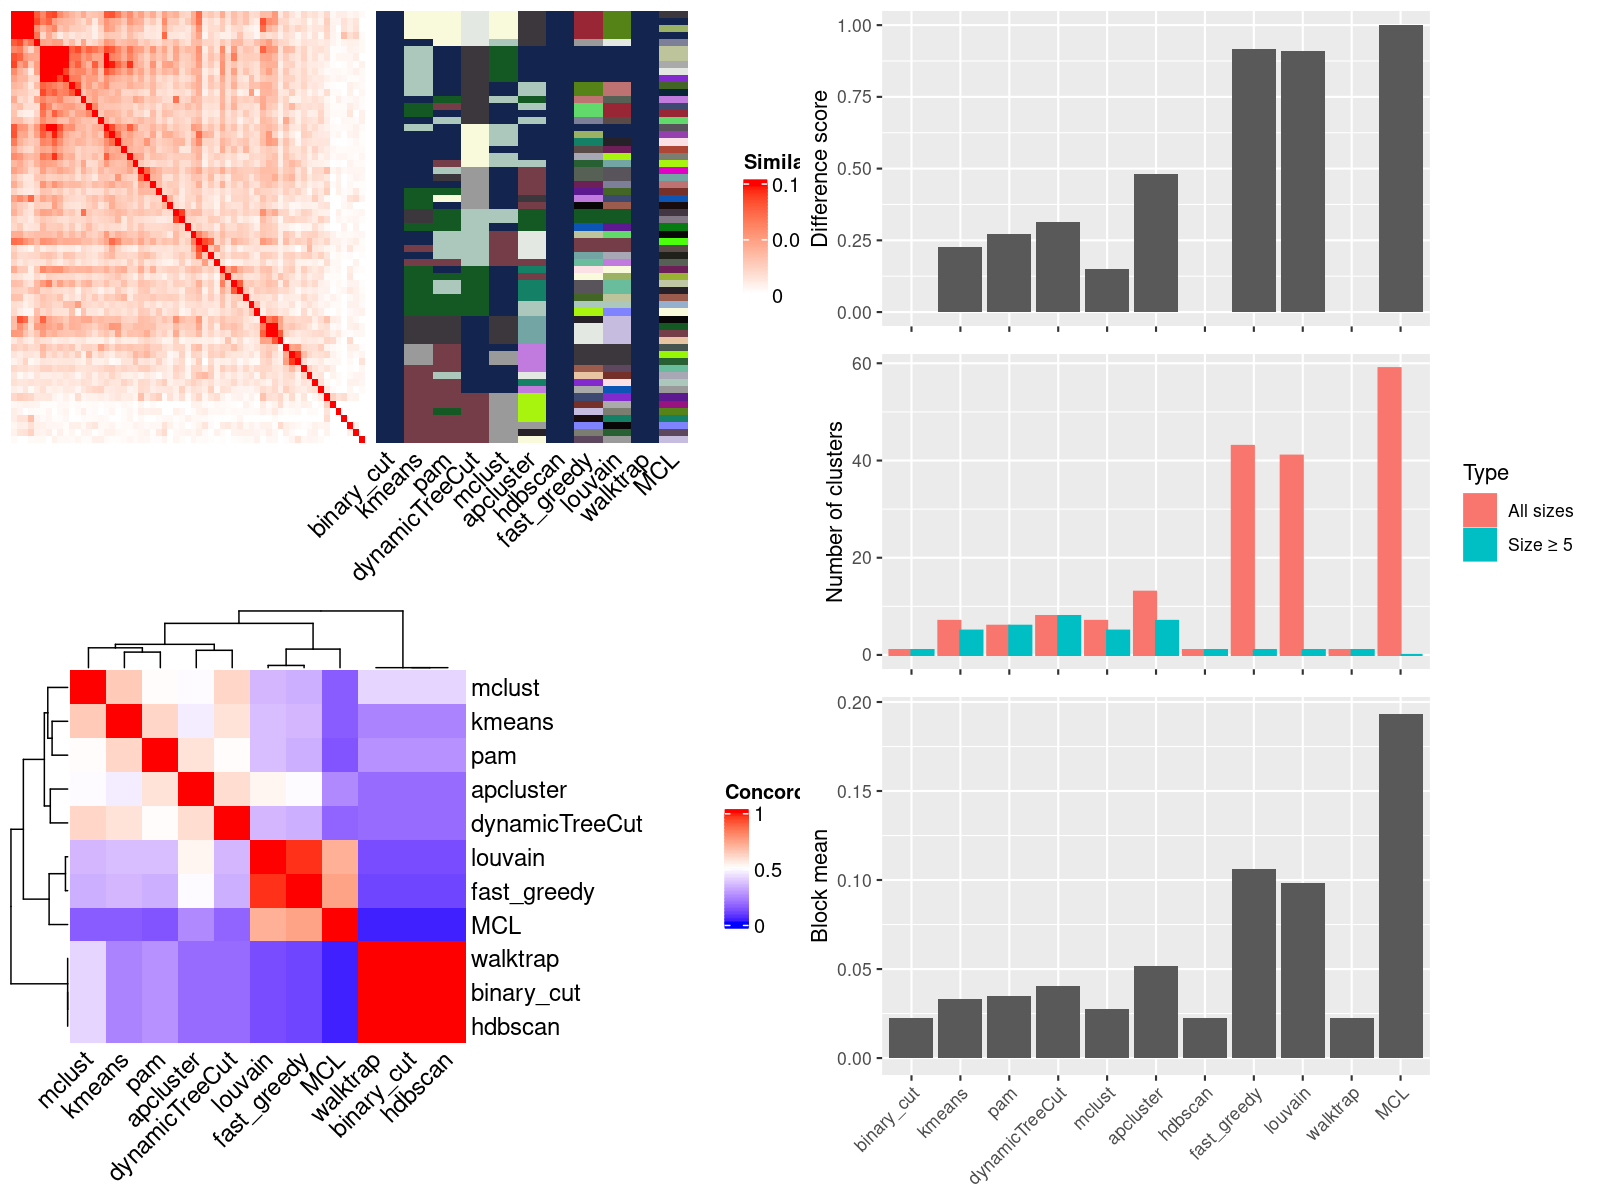 Simila
0.1
0.0
0
binary_cut
kmeans
pam
dynamicTreeCut
mclust
apcluster
hdbscan
fast_greedy
louvain
walktrap
MCL
mclust
kmeans
pam
apcluster
dynamicTreeCut
louvain
fast_greedy
MCL
walktrap
binary_cut
hdbscan
mclust
kmeans
pam
apcluster
dynamicTreeCut
louvain
fast_greedy
MCL
walktrap
binary_cut
hdbscan
Concord
1
0.5
0
Difference score
1.00
0.75
0.50
0.25
0.00
Number of clusters
60
40
20
0
Type
All sizes
Size ≥ 5
Block mean
0.20
0.15
0.10
0.05
0.00
binary_cut
kmeans
pam
dynamicTreeCut
mclust
apcluster
hdbscan
fast_greedy
louvain
walktrap
MCL